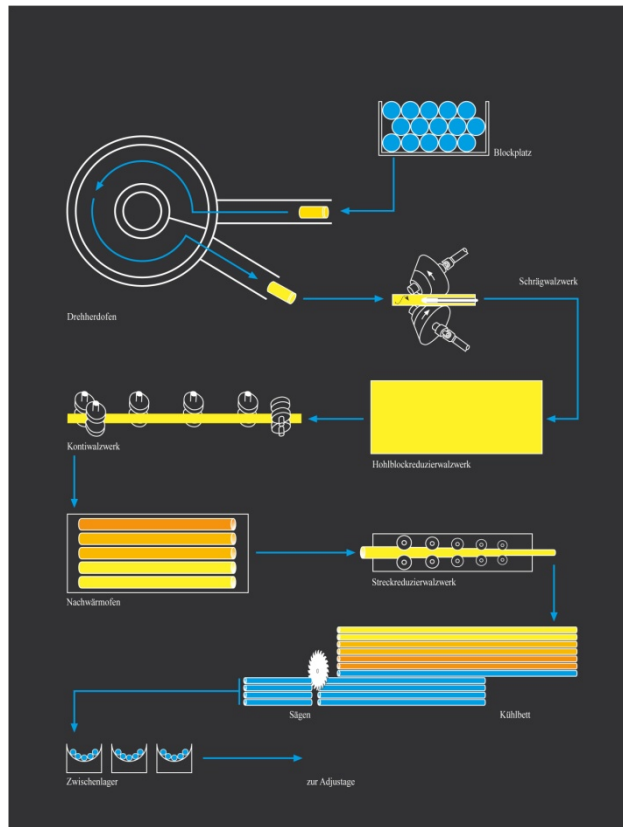 Blockplatz
Drehherdofen
Schrägwalzwerk
Kontiwalzwerk
Hohlblockreduzierwalzwerk
Nachwärmofen
Streckreduzierwalzwerk
Sägen
Kühlbett
Zwischenlager
zur Adjustage